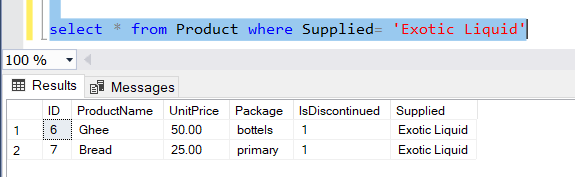 select * from Product where Supplied= 'Exotic Liquid'
100 %
Results Messages
ID ProductName UnitPrice Package IsDiscontinued Supplied
1 6 Ghee 50.00 bottels 1 Exotic Liquid
2 7 Bread 25.00 primary 1 Exotic Liquid